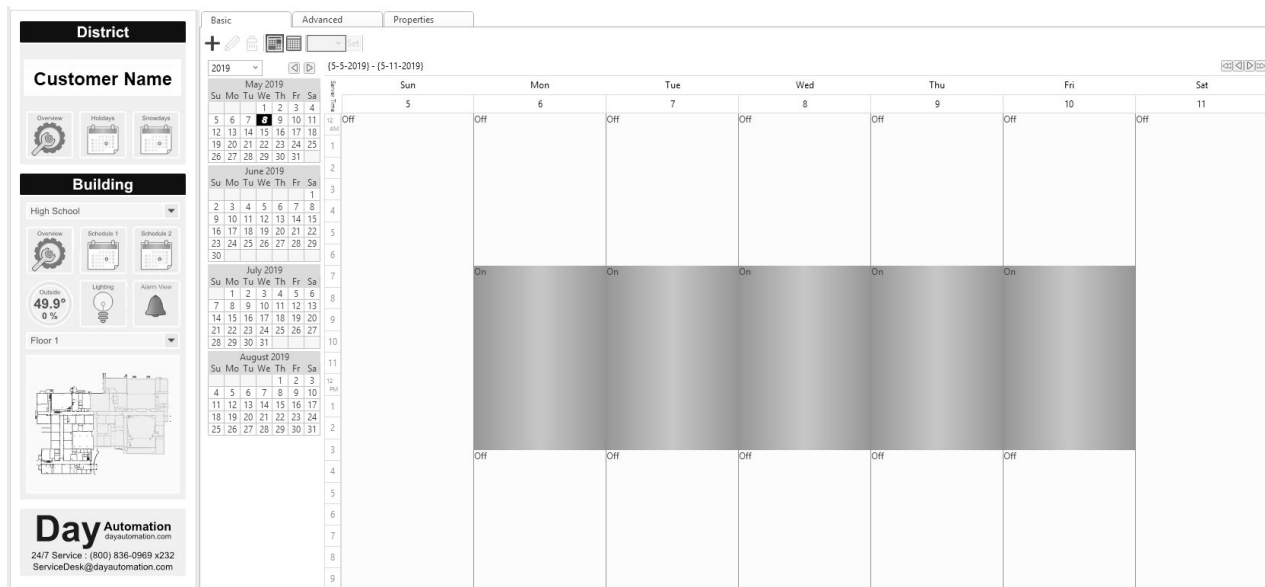 District
Customer Name
Overview Holidays Snowdays
Building
High School
Overview Schedule 1 Schedule 2
Outside Lighting Alarm View
49.9°
0 %
Floor 1
Day Automation
dayautomation.com
24/7 Service : (800) 836-0969 x232
ServiceDesk@dayautomation.com
Basic Advanced Properties
Set
2019
May 2019
Su Mo Tu We Th Fr Sa
1 2 3 4
5 6 7 8 9 10 11
12 13 14 15 16 17 18
19 20 21 22 23 24 25
26 27 28 29 30 31
June 2019
Su Mo Tu We Th Fr Sa
1
2 3 4 5 6 7 8
9 10 11 12 13 14 15
16 17 18 19 20 21 22
23 24 25 26 27 28 29
30
July 2019
Su Mo Tu We Th Fr Sa
1 2 3 4 5 6
7 8 9 10 11 12 13
14 15 16 17 18 19 20
21 22 23 24 25 26 27
28 29 30 31
August 2019
Su Mo Tu We Th Fr Sa
1 2 3
4 5 6 7 8 9 10
11 12 13 14 15 16 17
18 19 20 21 22 23 24
25 26 27 28 29 30 31
{5-5-2019} - {5-11-2019}
Server Time
Sun Mon Tue Wed Thu Fri Sat
5 6 7 8 9 10 11
12 AM Off Off Off Off Off Off Off
1
2
3
4
5
6
7 On On On On On
8
9
10
11
12 PM
1
2
3 Off Off Off Off Off
4
5
6
7
8
9